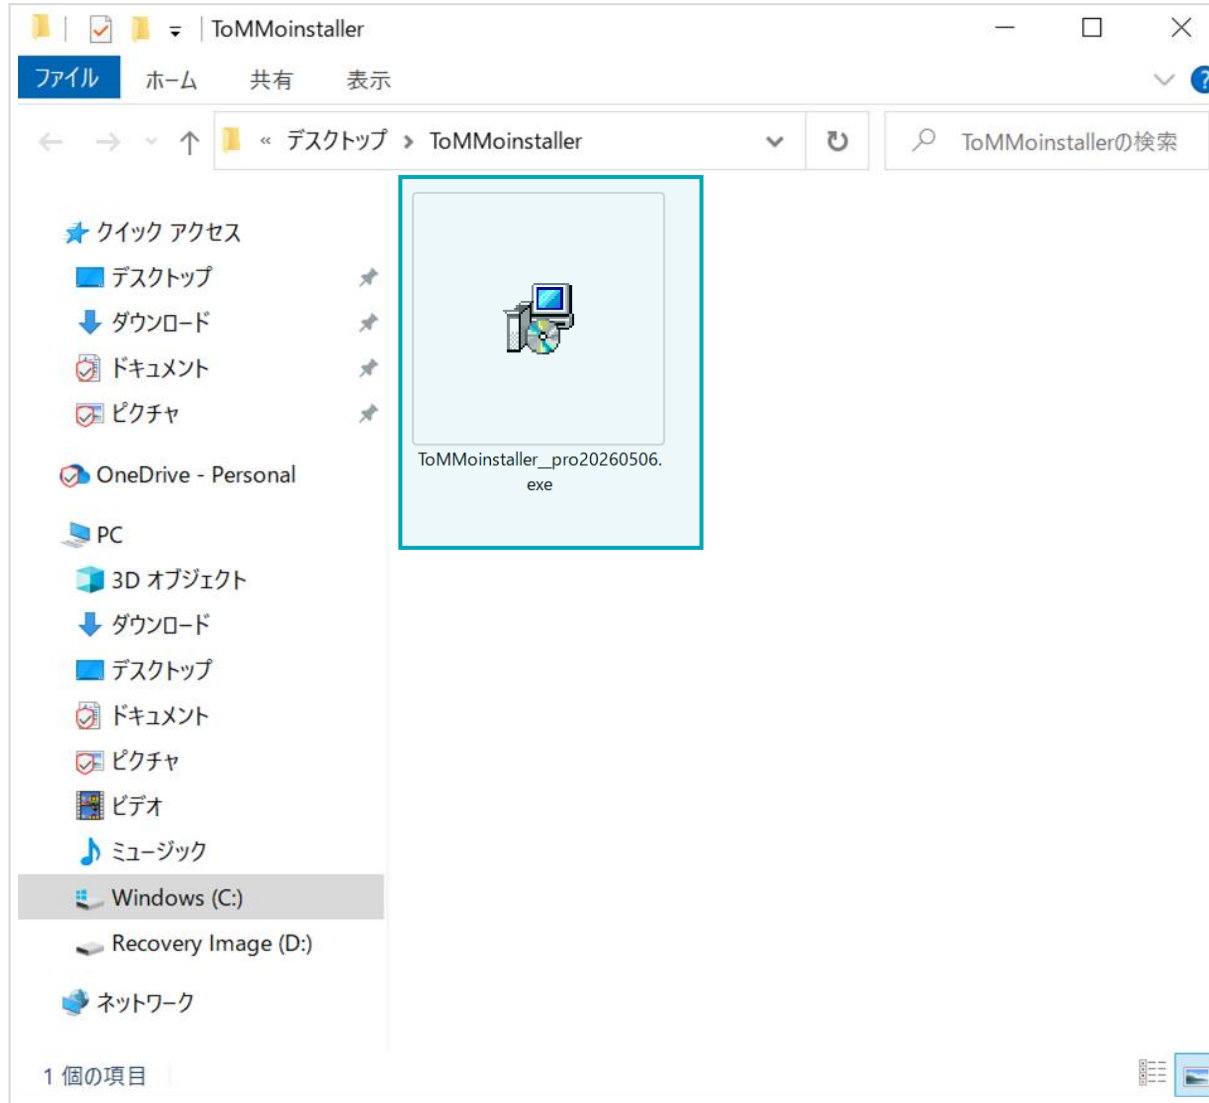 ToMMoinstaller
ファイル ホーム 共有 表示
?
« デスクトップ › ToMMoinstaller
ToMMoinstallerの検索
クイック アクセス
デスクトップ
ダウンロード
ドキュメント
ピクチャ
OneDrive - Personal
PC
3D オブジェクト
ダウンロード
デスクトップ
ドキュメント
ピクチャ
ビデオ
ミュージック
Windows (C:)
Recovery Image (D:)
ネットワーク
ToMMoinstaller__pro20260506.
exe
1 個の項目